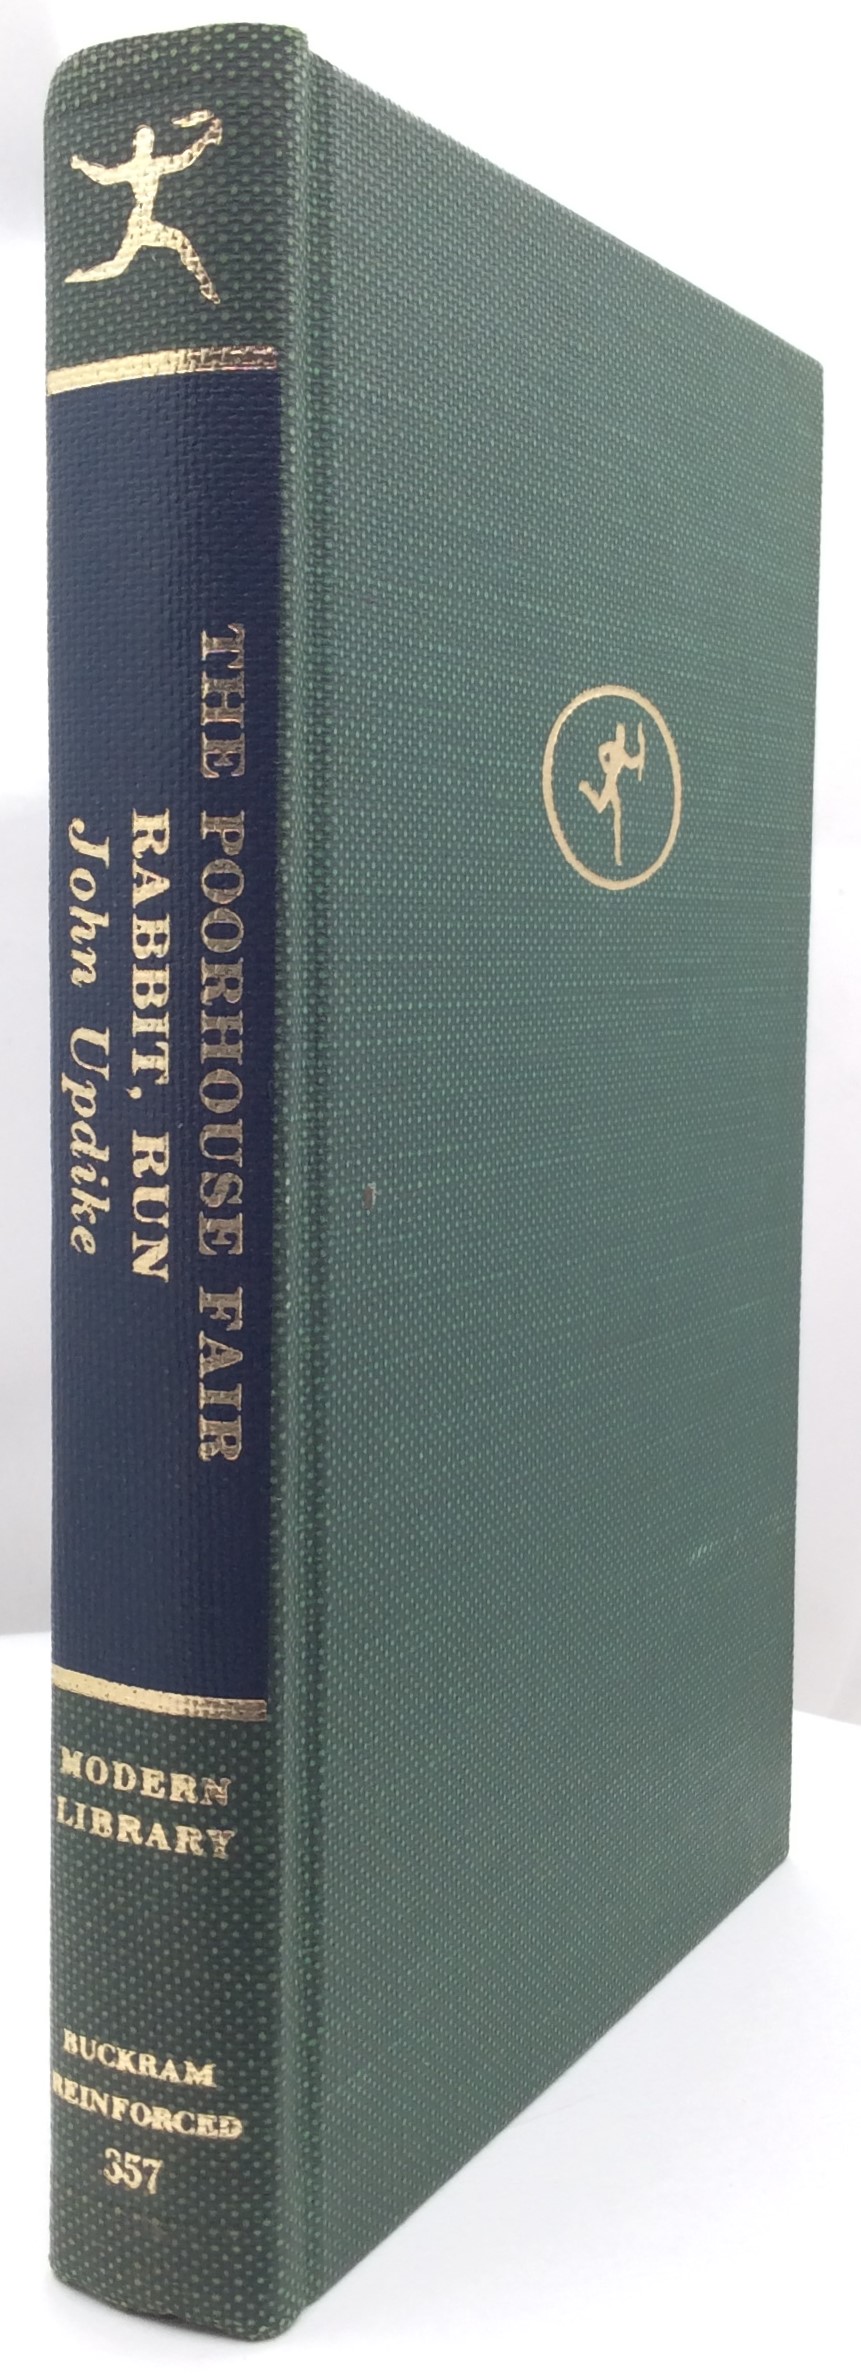 THE POORHOUSE FAIR
RABBIT, RUN
John Updike
MODERN
LIBRARY
BUCKRAM
REINFORCED
357